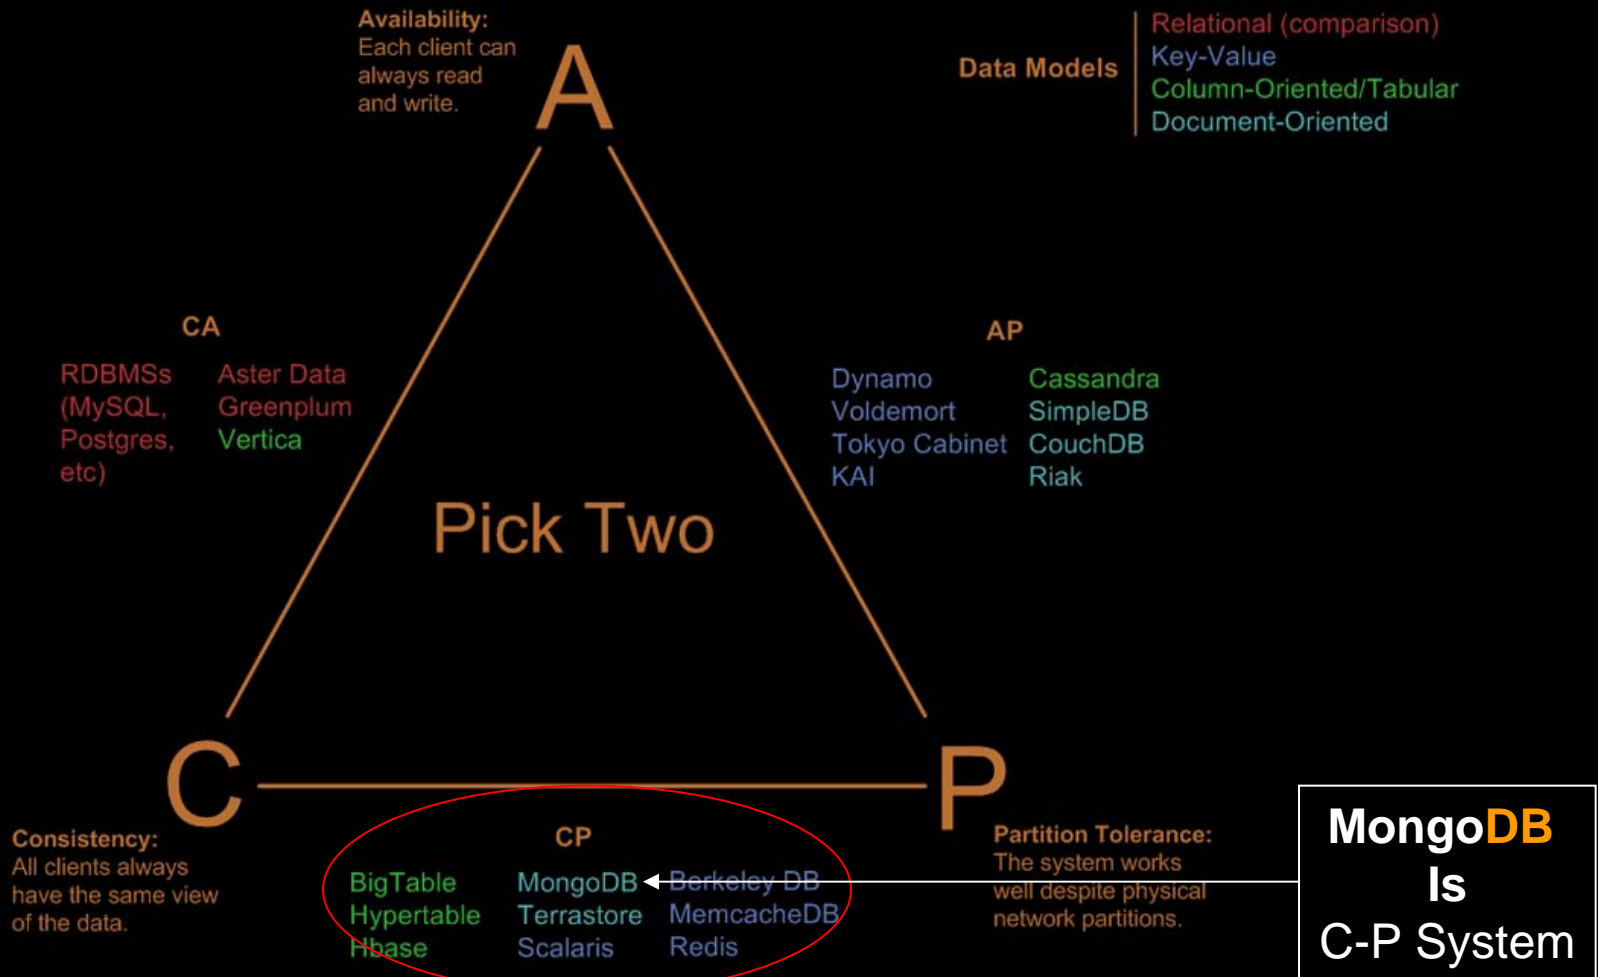 Availability:
Each client can
always read
and write.
A
Data Models
Relational (comparison)
Key-Value
Column-Oriented/Tabular
Document-Oriented
CA
RDBMSs
(MySQL,
Postgres,
etc)
Aster Data
Greenplum
Vertica
AP
Dynamo
Voldemort
Tokyo Cabinet
KAI
Cassandra
SimpleDB
CouchDB
Riak
Pick Two
C
P
Consistency:
All clients always
have the same view
of the data.
CP
BigTable
Hypertable
Hbase
MongoDB
Terrastore
Scalaris
Berkeley DB
MemcacheDB
Redis
Partition Tolerance:
The system works
well despite physical
network partitions.
MongoDB
Is
C-P System